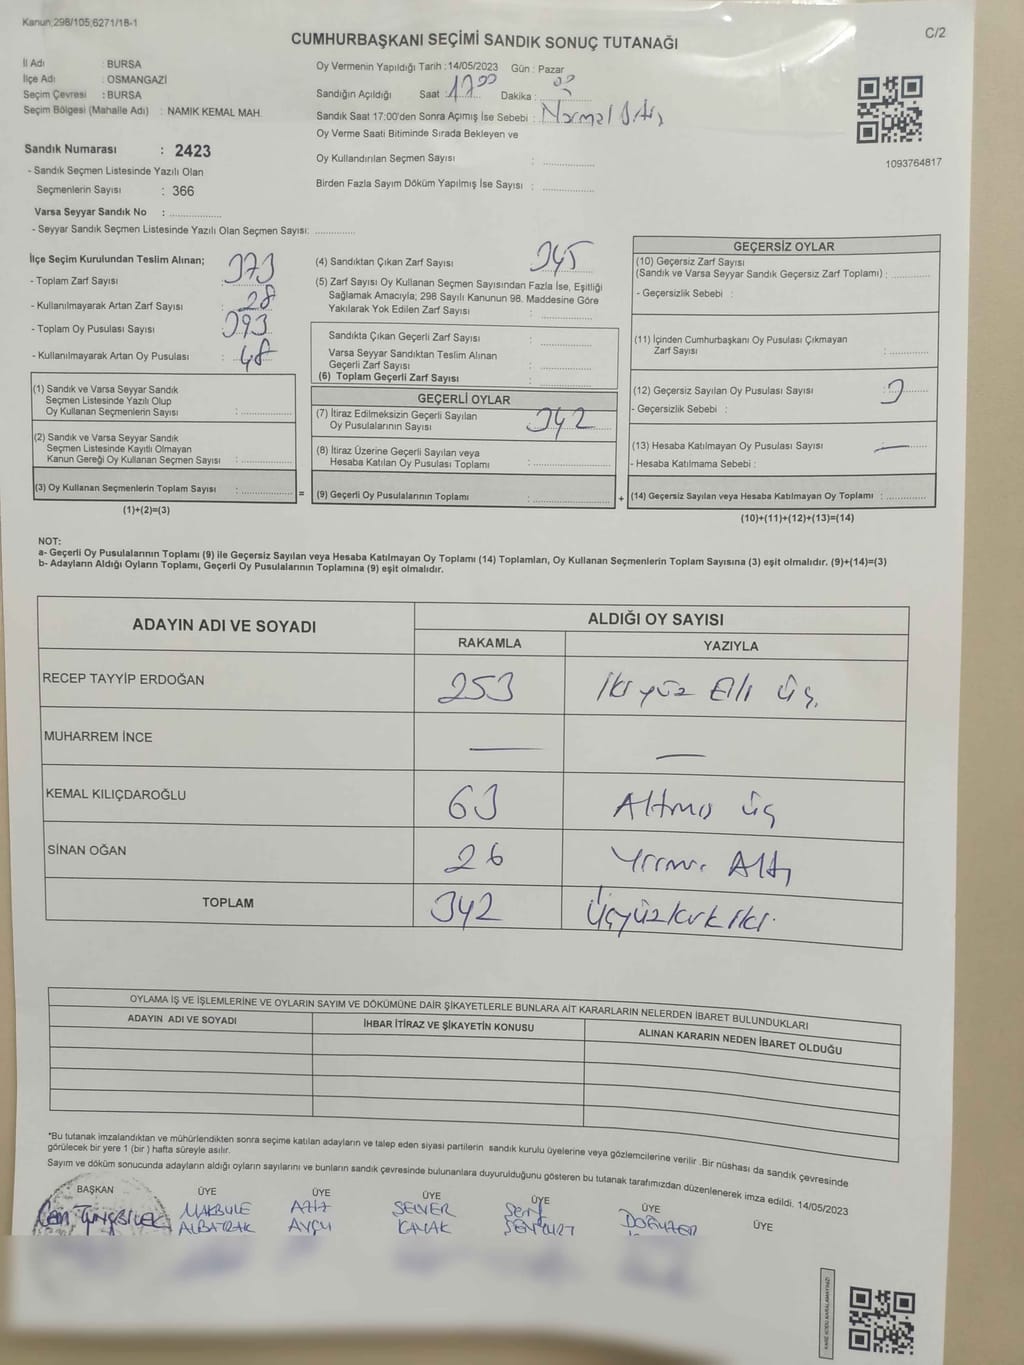 Kanun;298/105;6271/18-1
C/2
CUMHURBAŞKANI SEÇİMİ SANDIK SONUÇ TUTANAĞI
İl Adı : BURSA
İlçe Adı : OSMANGAZİ
Seçim Çevresi : BURSA
Seçim Bölgesi (Mahalle Adı) : NAMIK KEMAL MAH.
Sandık Numarası : 2423
- Sandık Seçmen Listesinde Yazılı Olan
Seçmenlerin Sayısı : 366
Varsa Seyyar Sandık No : ..............
- Seyyar Sandık Seçmen Listesinde Yazılı Olan Seçmen Sayısı: ............
Oy Vermenin Yapıldığı Tarih : 14/05/2023 Gün : Pazar
Sandığın Açıldığı Saat : 17 00 Dakika : 00
Sandık Saat 17:00'den Sonra Açımış İse Sebebi : Normal
Oy Verme Saati Bitiminde Sırada Bekleyen ve
Oy Kullandırılan Seçmen Sayısı : ..............
Birden Fazla Sayım Döküm Yapılmış İse Sayısı : ..............
1093764817
İlçe Seçim Kurulundan Teslim Alınan;
- Toplam Zarf Sayısı : 373
- Kullanılmayarak Artan Zarf Sayısı : 28
- Toplam Oy Pusulası Sayısı : 393
- Kullanılmayarak Artan Oy Pusulası : 48
(1) Sandık ve Varsa Seyyar Sandık
Seçmen Listesinde Yazılı Olup
Oy Kullanan Seçmenlerin Sayısı : ..............
(2) Sandık ve Varsa Seyyar Sandık
Seçmen Listesinde Kayıtlı Olmayan
Kanun Gereği Oy Kullanan Seçmen Sayısı : ..............
(3) Oy Kullanan Seçmenlerin Toplam Sayısı : ..............
(1)+(2)=(3)
=
(4) Sandıktan Çıkan Zarf Sayısı 345
(5) Zarf Sayısı Oy Kullanan Seçmen Sayısından Fazla İse, Eşitliği
Sağlamak Amacıyla; 298 Sayılı Kanunun 98. Maddesine Göre
Yakılarak Yok Edilen Zarf Sayısı : ..............
Sandıkta Çıkan Geçerli Zarf Sayısı : ..............
Varsa Seyyar Sandıktan Teslim Alınan
Geçerli Zarf Sayısı : ..............
(6) Toplam Geçerli Zarf Sayısı : ..............
GEÇERLİ OYLAR
(7) İtiraz Edilmeksizin Geçerli Sayılan
Oy Pusulalarının Sayısı 342
(8) İtiraz Üzerine Geçerli Sayılan veya
Hesaba Katılan Oy Pusulası Toplamı : ..............
(9) Geçerli Oy Pusulalarının Toplamı : ..............
+
GEÇERSİZ OYLAR
(10) Geçersiz Zarf Sayısı
(Sandık ve Varsa Seyyar Sandık Geçersiz Zarf Toplamı) : ..........
- Geçersizlik Sebebi :
(11) İçinden Cumhurbaşkanı Oy Pusulası Çıkmayan
Zarf Sayısı : ..........
(12) Geçersiz Sayılan Oy Pusulası Sayısı : 3
- Geçersizlik Sebebi :
(13) Hesaba Katılmayan Oy Pusulası Sayısı —
- Hesaba Katılmama Sebebi :
(14) Geçersiz Sayılan veya Hesaba Katılmayan Oy Toplamı : ..........
(10)+(11)+(12)+(13)=(14)
NOT:
a- Geçerli Oy Pusulalarının Toplamı (9) ile Geçersiz Sayılan veya Hesaba Katılmayan Oy Toplamı (14) Toplamları, Oy Kullanan Seçmenlerin Toplam Sayısına (3) eşit olmalıdır. (9)+(14)=(3)
b- Adayların Aldığı Oyların Toplamı, Geçerli Oy Pusulalarının Toplamına (9) eşit olmalıdır.
ADAYIN ADI VE SOYADI ALDIĞI OY SAYISI
RAKAMLA YAZIYLA
RECEP TAYYİP ERDOĞAN 253 İki yüz Elli üç
MUHARREM İNCE — —
KEMAL KILIÇDAROĞLU 63 Altmış üç
SİNAN OĞAN 26 Yirmi Altı
TOPLAM 342 Üçyüz kırk iki
OYLAMA İŞ VE İŞLEMLERİNE VE OYLARIN SAYIM VE DÖKÜMÜNE DAİR ŞİKAYETLERLE BUNLARA AİT KARARLARIN NELERDEN İBARET BULUNDUKLARI
ADAYIN ADI VE SOYADI İHBAR İTİRAZ VE ŞİKAYETİN KONUSU ALINAN KARARIN NEDEN İBARET OLDUĞU
*Bu tutanak imzalandıktan ve mühürlendikten sonra seçime katılan adayların ve talep eden siyasi partilerin sandık kurulu üyelerine veya gözlemcilerine verilir .Bir nüshası da sandık çevresinde
görülecek bir yere 1 (bir ) hafta süreyle asılır.
Sayım ve döküm sonucunda adayların aldığı oyların sayılarını ve bunların sandık çevresinde bulunanlara duyurulduğunu gösteren bu tutanak tarafımızdan düzenlenerek imza edildi. 14/05/2023
BAŞKAN ÜYE ÜYE ÜYE ÜYE ÜYE ÜYE
MAKBULE AZİZ SENER
ALBAYRAK AVCU KAVAK